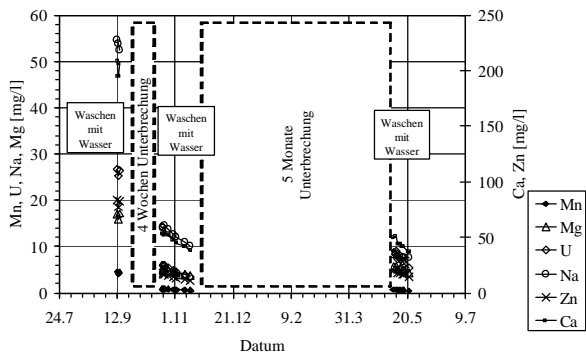 60
50
40
30
20
10
0
Mn, U, Na, Mg [mg/l]
250
200
150
100
50
0
Ca, Zn [mg/l]
Waschen
mit
Wasser
4 Wochen Unterbrechung
Waschen
mit
Wasser
5 Monate
Unterbrechung
Waschen
mit
Wasser
24.7
12.9
1.11
21.12
9.2
31.3
20.5
9.7
Datum
Mn
Mg
U
Na
Zn
Ca